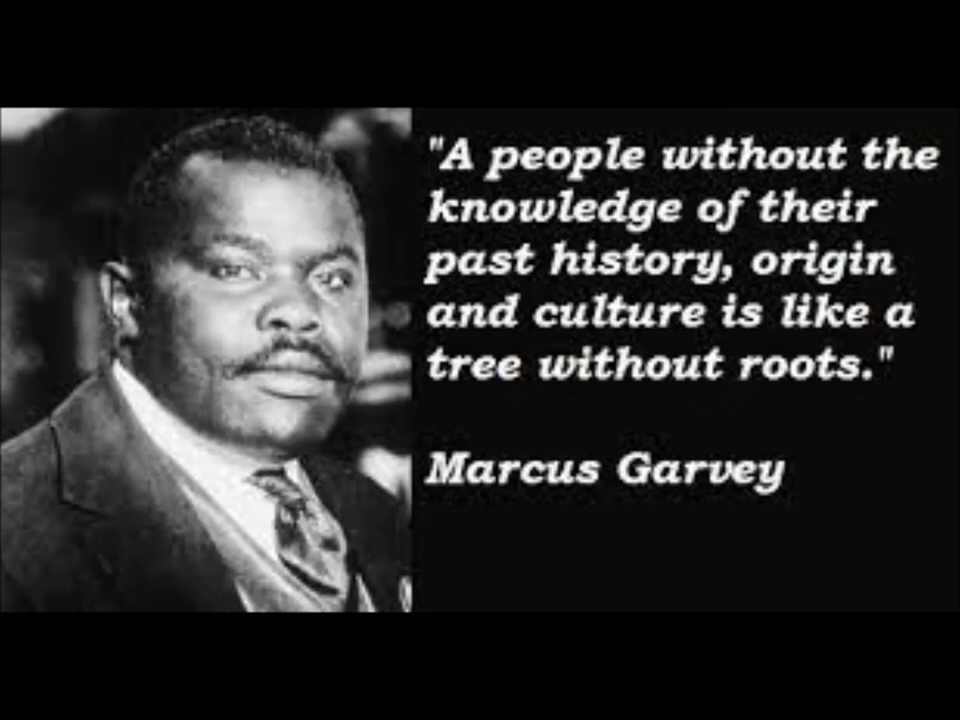 "A people without the
knowledge of their
past history, origin
and culture is like a
tree without roots."
Marcus Garvey